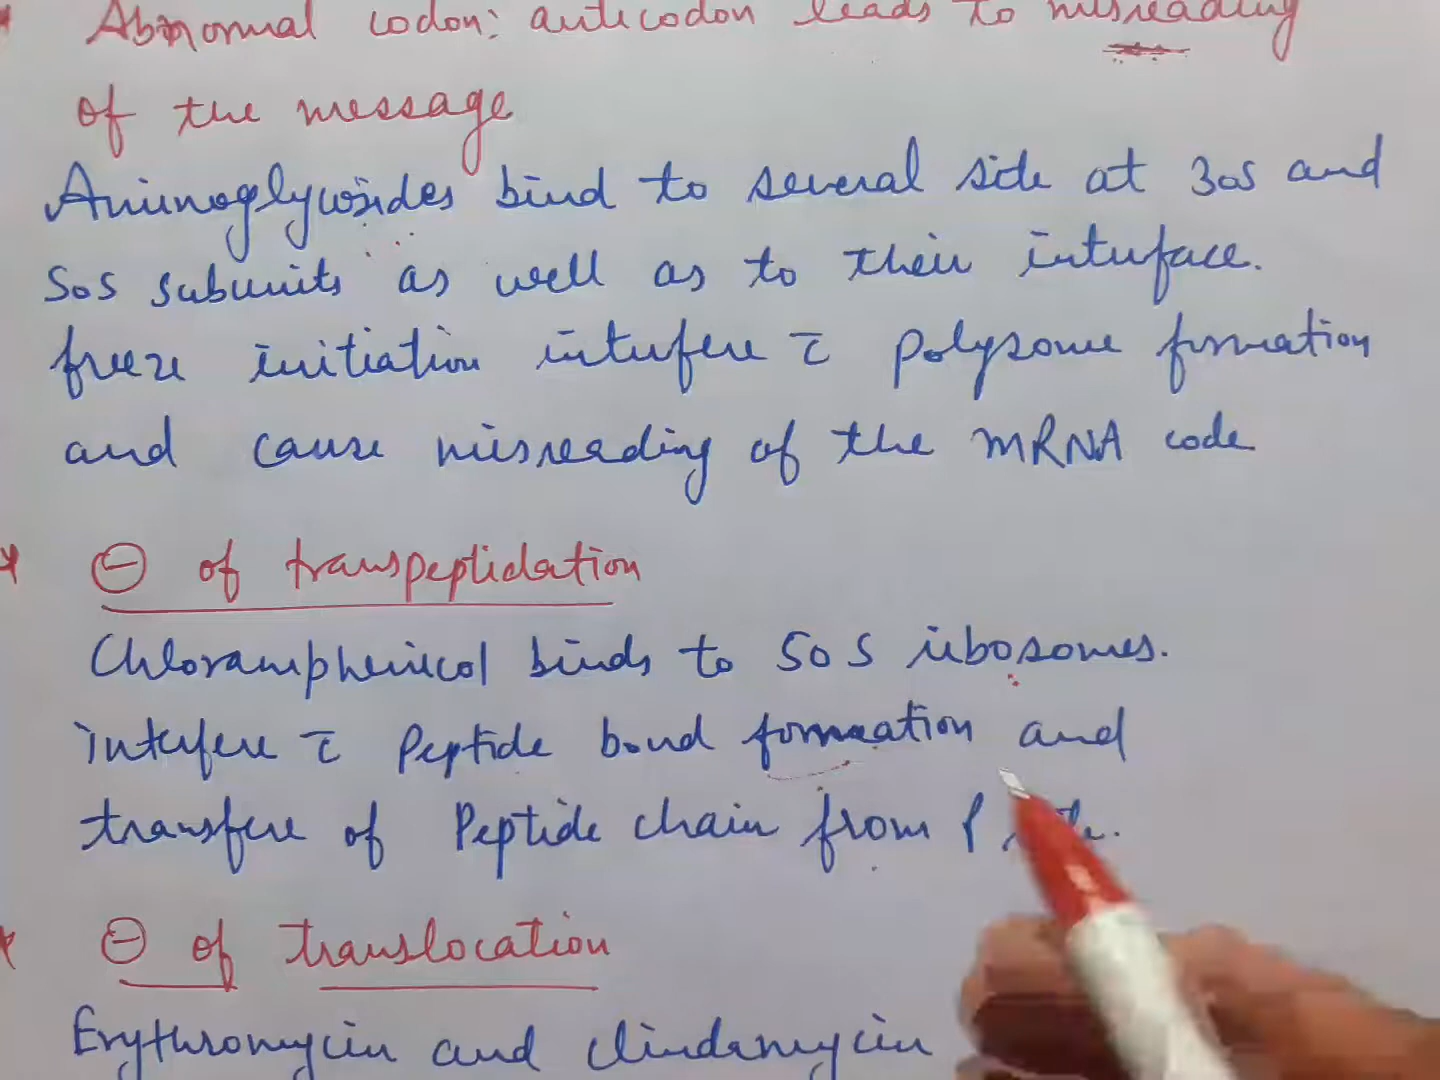 * Abnormal codon: anticodon leads to misreading
of the message
Aminoglycosides bind to several site at 30S and
50S subunits as well as to their interface.
freeze initiation interfere c̄ polysome formation
and cause misreading of the mRNA code
* ⊖ of transpeptidation
Chloramphenicol binds to 50S ribosomes.
interfere c̄ Peptide bond formation and
transfere of Peptide chain from P
* ⊖ of translocation
Erythromycin and clindamycin